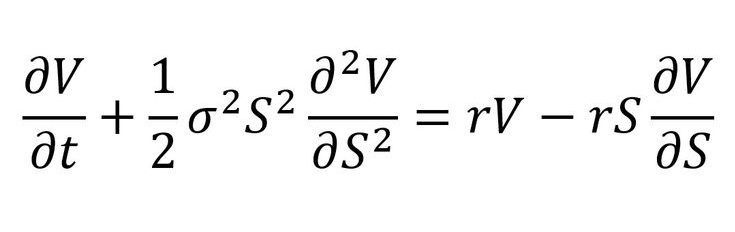 ∂V/∂t + 1/2 σ²S² ∂²V/∂S² = rV − rS ∂V/∂S